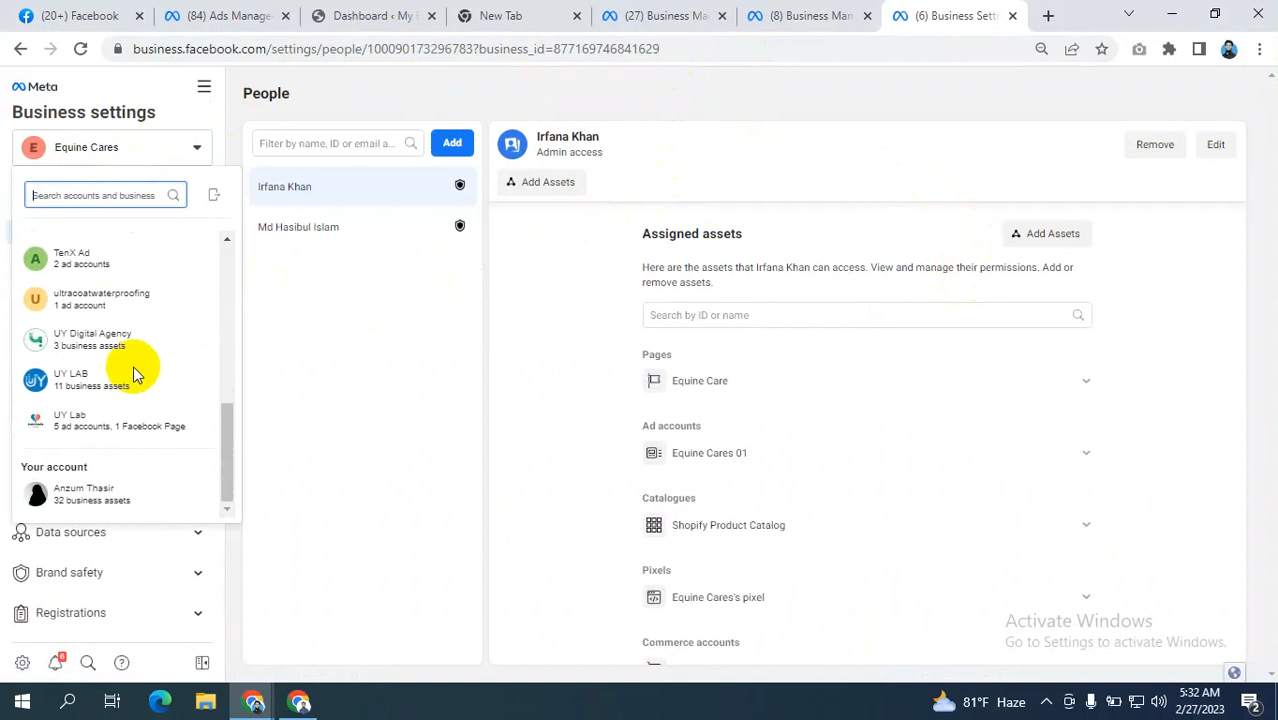 (20+) Facebook
(84) Ads Manage
Dashboard ‹ My
New Tab
(27) Business Ma
(8) Business Man
(6) Business Sett
business.facebook.com/settings/people/100090173296783?business_id=877169746841629
Meta
Business settings
E
Equine Cares
Search accounts and business
A
TenX Ad
2 ad accounts
U
ultracoatwaterproofing
1 ad account
UY Digital Agency
3 business assets
UY LAB
11 business assets
UY Lab
5 ad accounts, 1 Facebook Page
Your account
Anzum Thasir
32 business assets
Data sources
Brand safety
Registrations
6
People
Filter by name, ID or email a...
Add
Irfana Khan
Md Hasibul Islam
Irfana Khan
Admin access
Remove
Edit
Add Assets
Assigned assets
Add Assets
Here are the assets that Irfana Khan can access. View and manage their permissions. Add or
remove assets.
Search by ID or name
Pages
Equine Care
Ad accounts
Equine Cares 01
Catalogues
Shopify Product Catalog
Pixels
Equine Cares's pixel
Commerce accounts
Activate Windows
Go to Settings to activate Windows.
81°F Haze
5:32 AM
2/27/2023
2